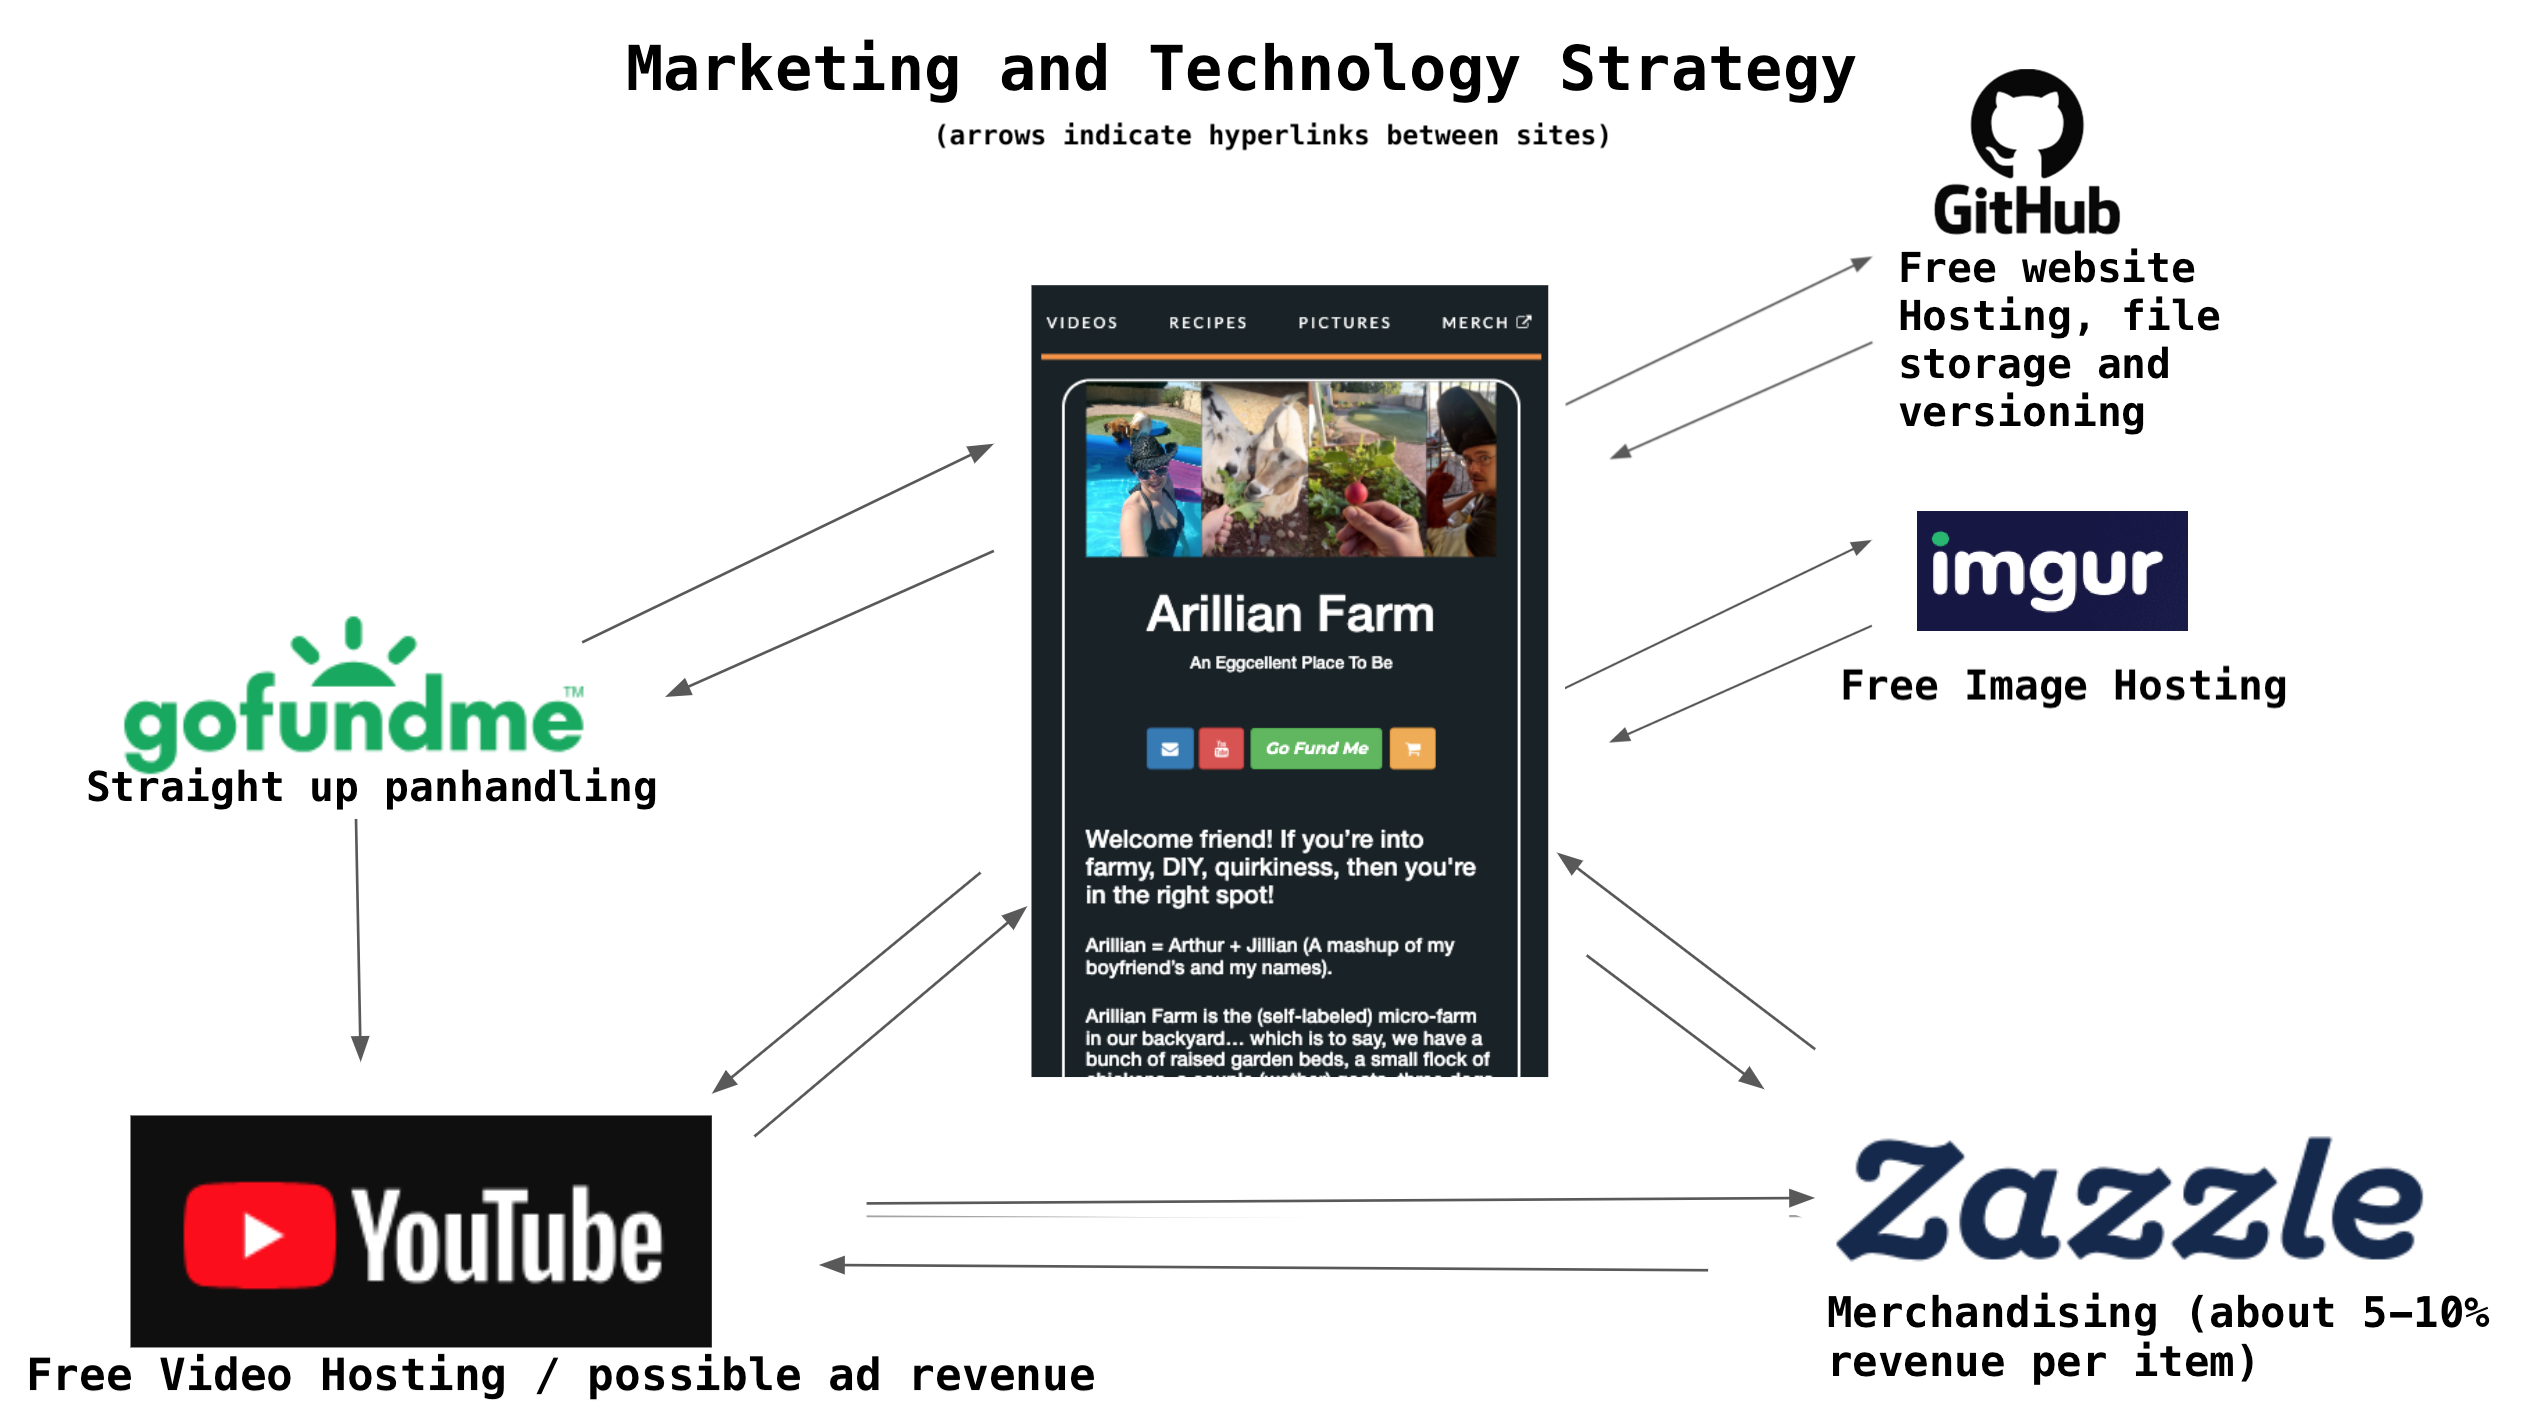 Marketing and Technology Strategy
(arrows indicate hyperlinks between sites)
GitHub
Free website
Hosting, file
storage and
versioning
VIDEOS RECIPES PICTURES MERCH
Arillian Farm
An Eggcellent Place To Be
You Tube
Go Fund Me
Welcome friend! If you’re into
farmy, DIY, quirkiness, then you're
in the right spot!
Arillian = Arthur + Jillian (A mashup of my
boyfriend’s and my names).
Arillian Farm is the (self-labeled) micro-farm
in our backyard... which is to say, we have a
bunch of raised garden beds, a small flock of
imgur
Free Image Hosting
gofundme™
Straight up panhandling
YouTube
Free Video Hosting / possible ad revenue
Zazzle
Merchandising (about 5–10%
revenue per item)